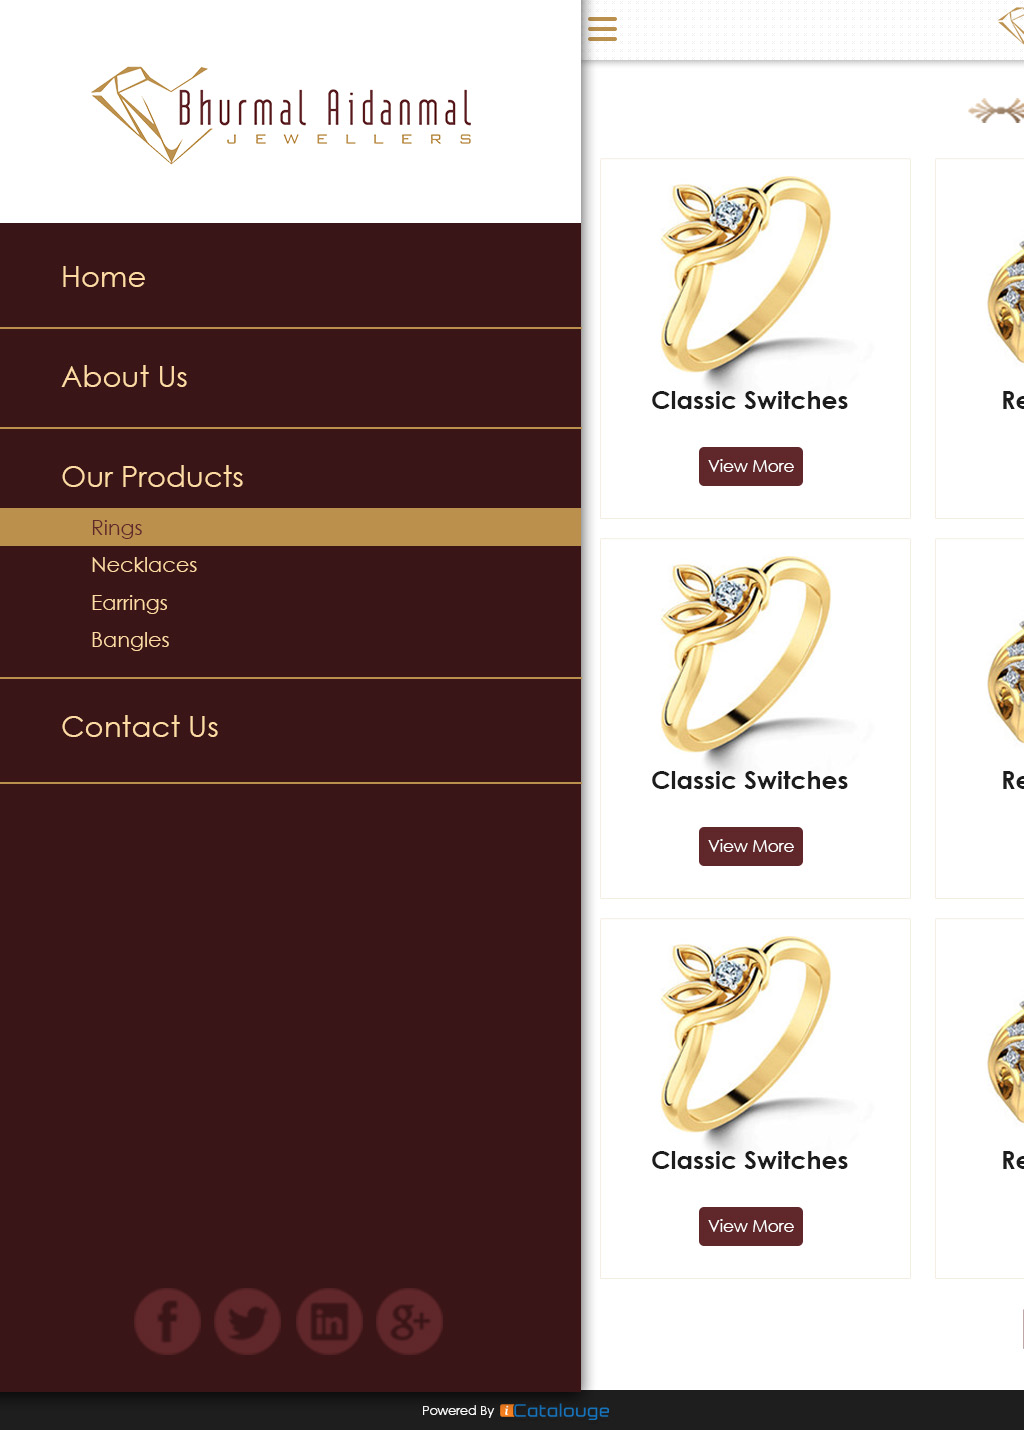 Bhurmal Aidanmal
JEWELLERS
Home
About Us
Our Products
Rings
Necklaces
Earrings
Bangles
Contact Us
Classic Switches
Re
View More
Classic Switches
Re
View More
Classic Switches
Re
View More
f
in
g+
Powered By iCatalouge